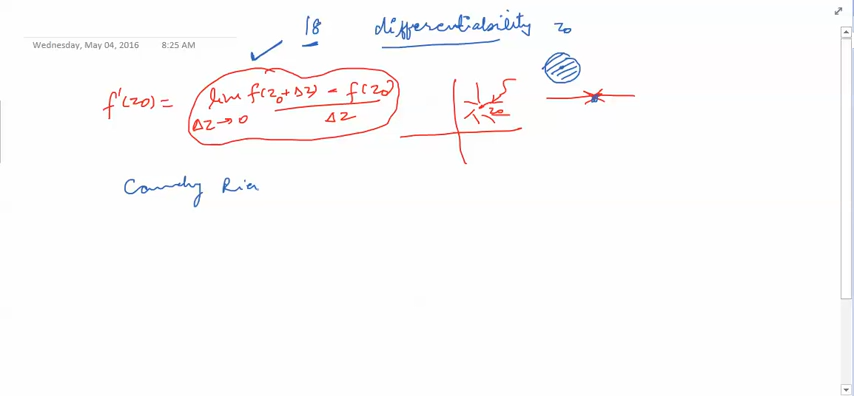 18 differentiability z0
Wednesday, May 04, 2016 8:25 AM
f'(z0) = lim Δz→0 f(z0+Δz) - f(z0) / Δz
z0
Cauchy Rie